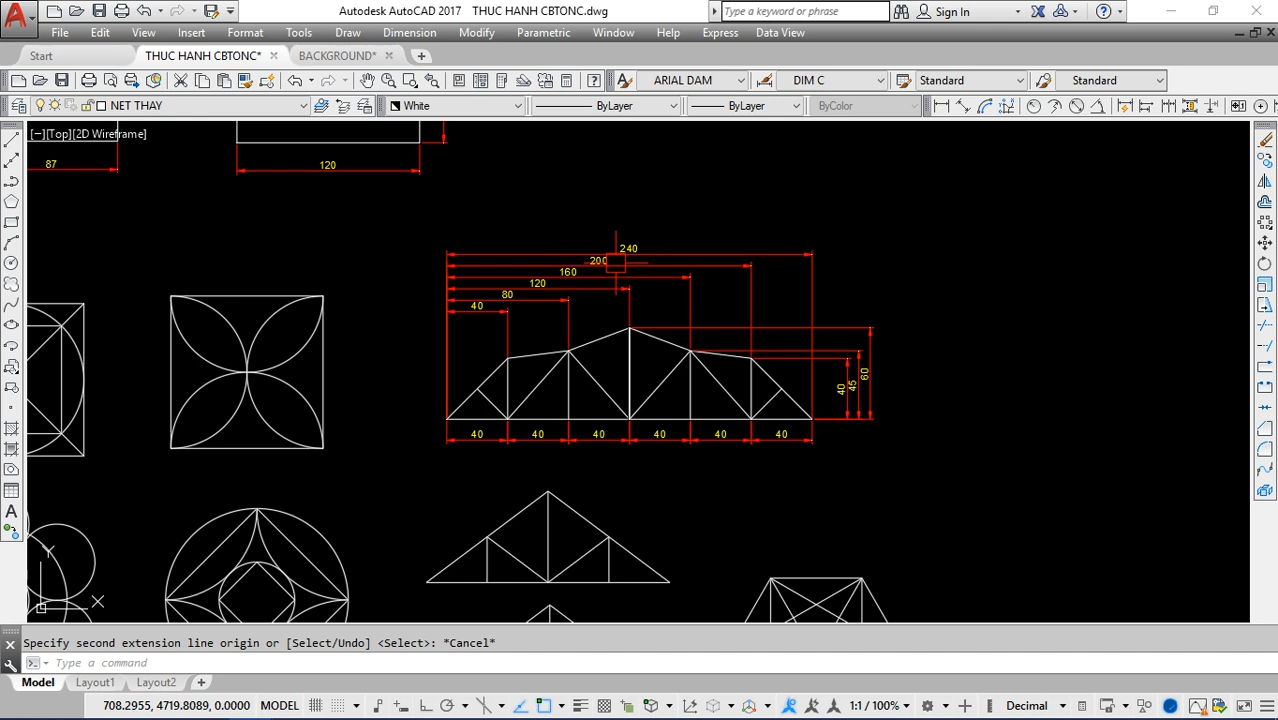 Autodesk AutoCAD 2017 THUC HANH CBTONC.dwg
Type a keyword or phrase
Sign In
File Edit View Insert Format Tools Draw Dimension Modify Parametric Window Help Express Data View
Start THUC HANH CBTONC* BACKGROUND*
ARIAL DAM DIM C Standard Standard
NET THAY White ByLayer ByLayer ByColor
[−][Top][2D Wireframe]
87
120
240
200
160
120
80
40
40
45
60
40 40 40 40 40 40
Y
X
Specify second extension line origin or [Select/Undo] <Select>: *Cancel*
Type a command
Model Layout1 Layout2
708.2955, 4719.8089, 0.0000 MODEL 1:1 / 100% Decimal